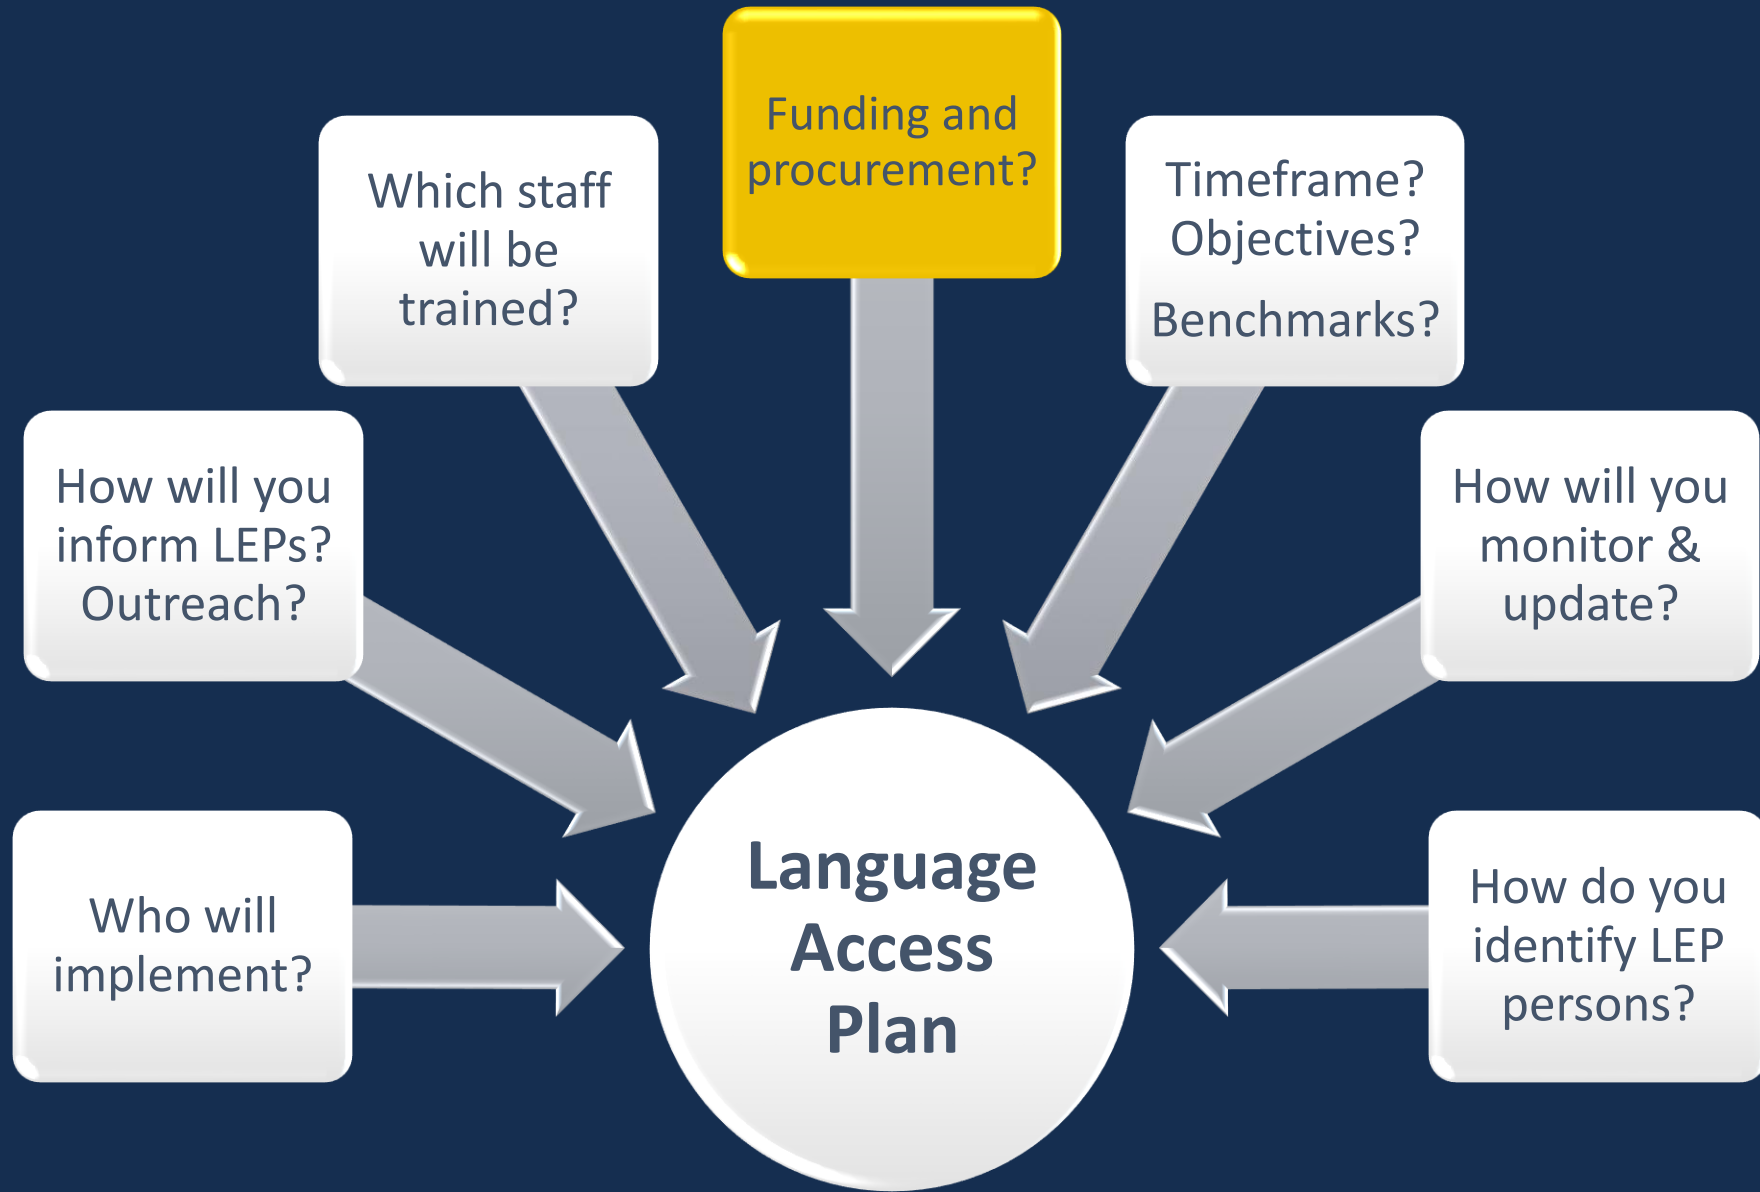 Funding and
procurement?
Which staff
will be
trained?
Timeframe?
Objectives?
Benchmarks?
How will you
inform LEPs?
Outreach?
How will you
monitor &
update?
Who will
implement?
How do you
identify LEP
persons?
Language
Access
Plan